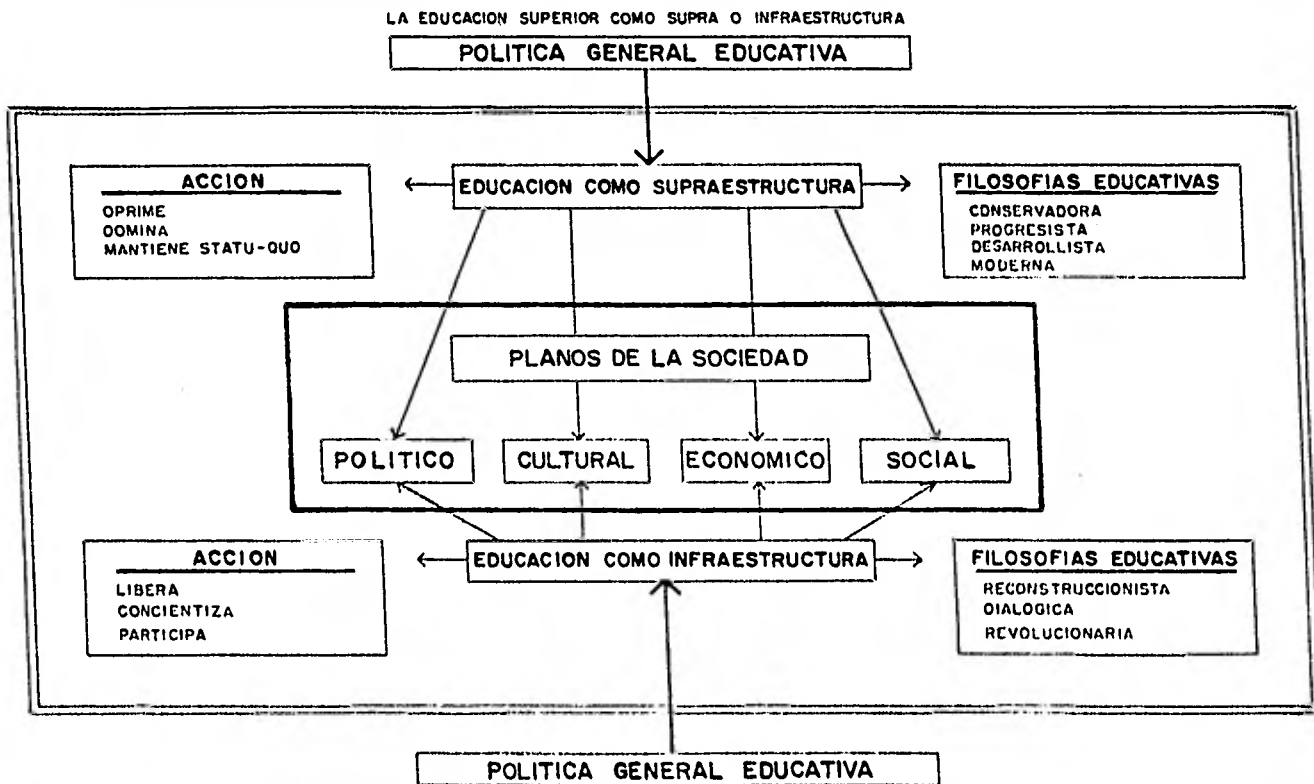 LA EDUCACION SUPERIOR COMO SUPRA O INFRAESTRUCTURA
POLITICA GENERAL EDUCATIVA
ACCION
OPRIME
DOMINA
MANTIENE STATU-QUO
EDUCACION COMO SUPRAESTRUCTURA
FILOSOFIAS EDUCATIVAS
CONSERVADORA
PROGRESISTA
DESARROLLISTA
MODERNA
PLANOS DE LA SOCIEDAD
POLITICO
CULTURAL
ECONOMICO
SOCIAL
ACCION
LIBERA
CONCIENTIZA
PARTICIPA
EDUCACION COMO INFRAESTRUCTURA
FILOSOFIAS EDUCATIVAS
RECONSTRUCCIONISTA
DIALOGICA
REVOLUCIONARIA
POLITICA GENERAL EDUCATIVA